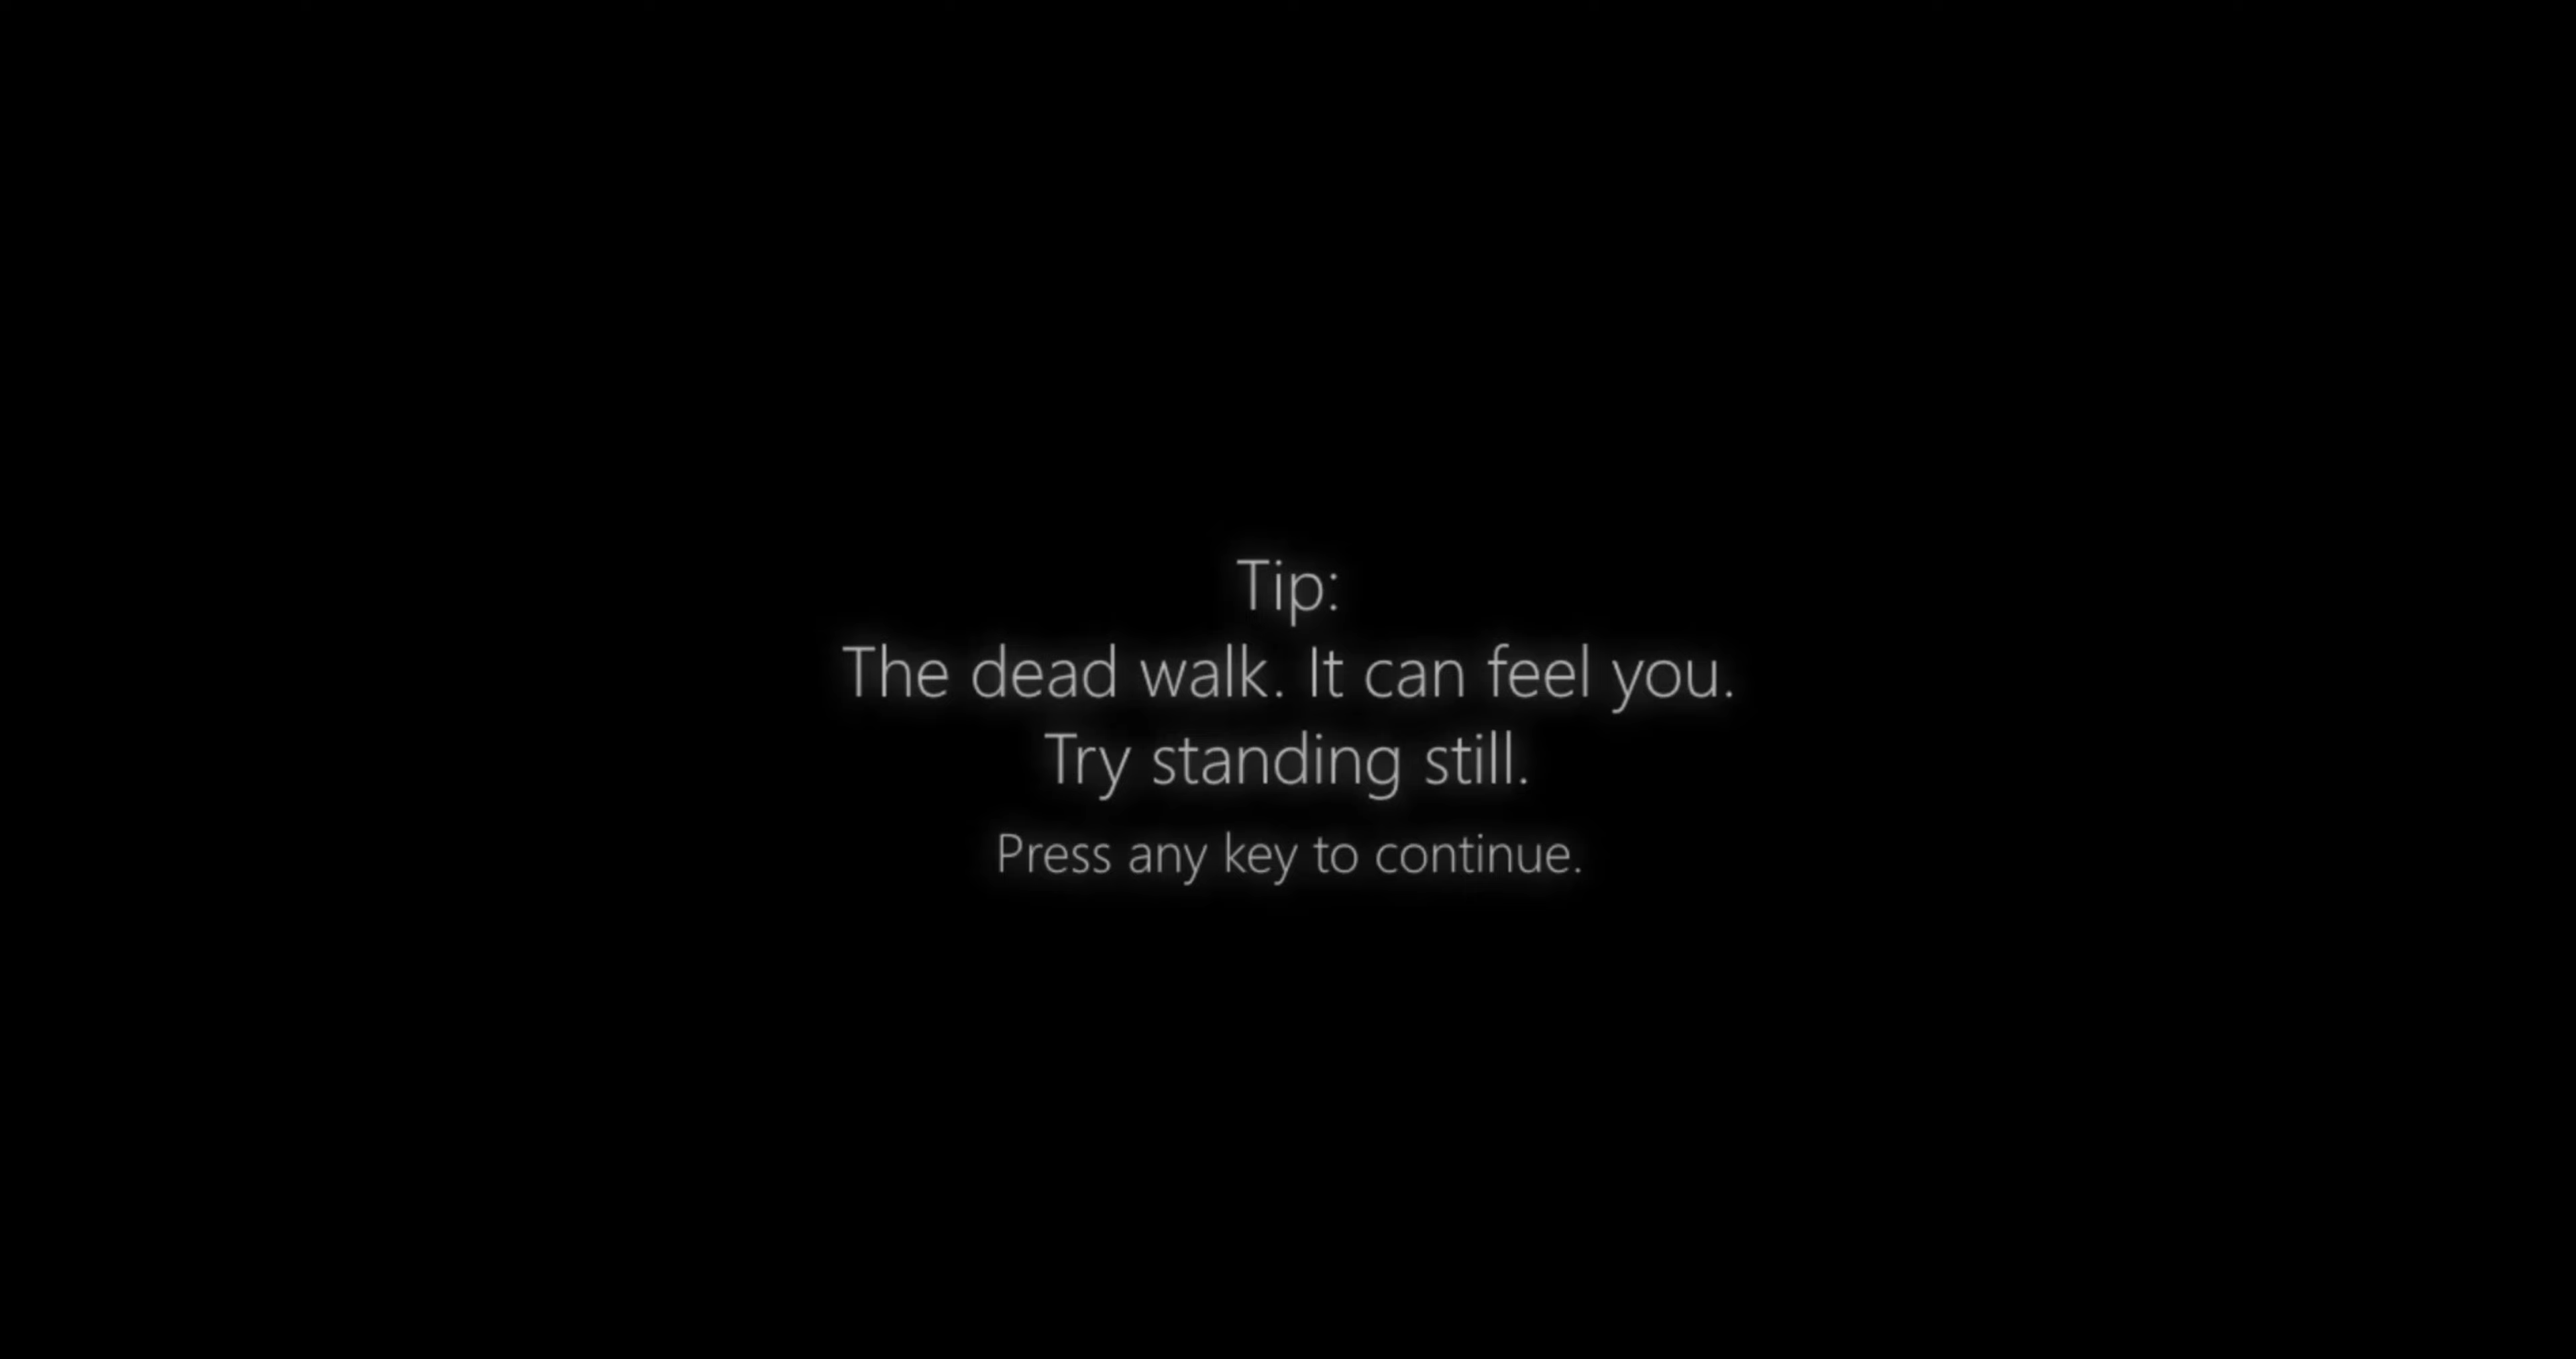 Tip:
The dead walk. It can feel you.
Try standing still.
Press any key to continue.